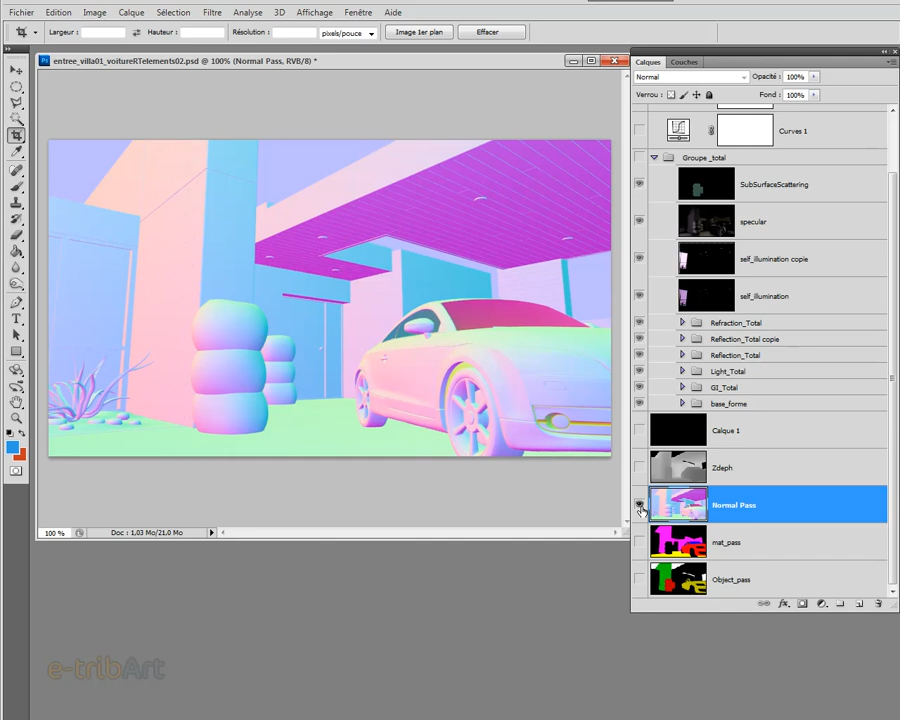 Fichier Edition Image Calque Sélection Filtre Analyse 3D Affichage Fenêtre Aide
Largeur : Hauteur : Résolution : pixels/pouce Image 1er plan Effacer
entree_villa01_voitureRTelements02.psd @ 100% (Normal Pass, RVB/8) *
Calques Couches
Normal Opacité : 100%
Verrou : Fond : 100%
Curves 1
Groupe _total
SubSurfaceScattering
specular
self_illumination copie
self_illumination
Refraction_Total
Reflection_Total copie
Reflection_Total
Light_Total
GI_Total
base_forme
Calque 1
Zdeph
Normal Pass
mat_pass
Object_pass
100 % Doc : 1,03 Mo/21,0 Mo
e-tribArt